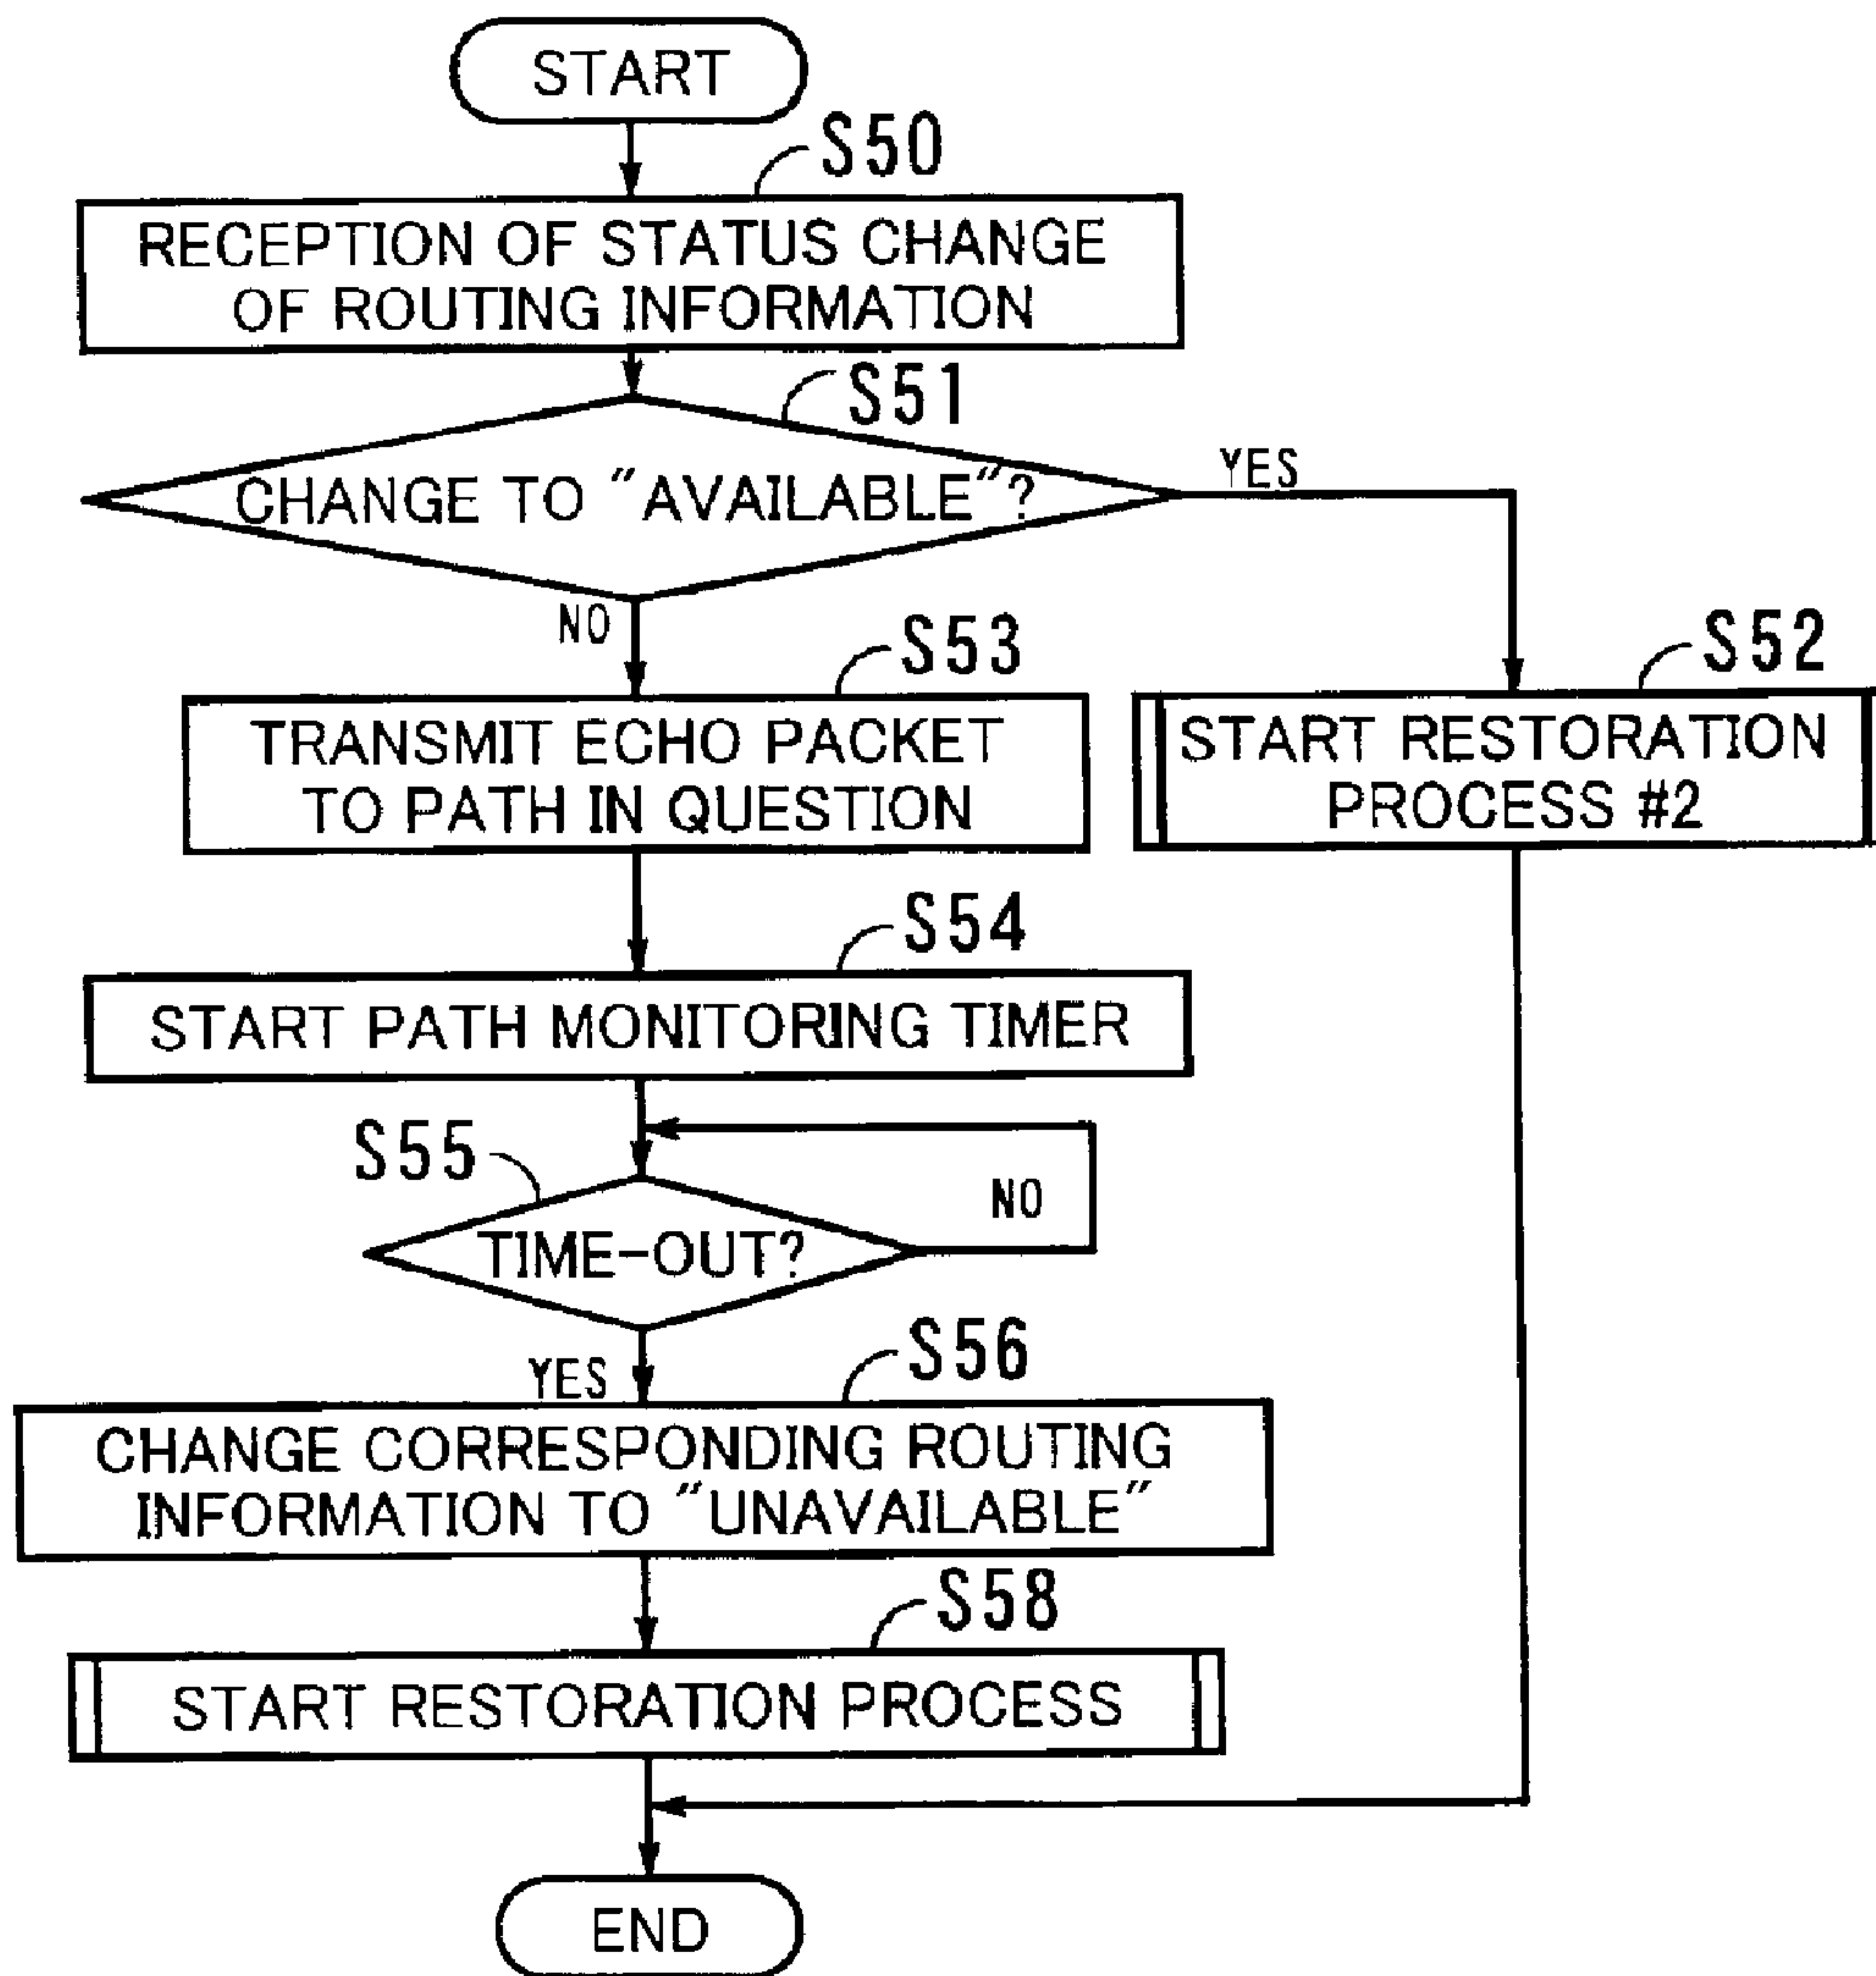 START
S50
RECEPTION OF STATUS CHANGE
OF ROUTING INFORMATION
S51
CHANGE TO "AVAILABLE"?
YES
NO
S53
TRANSMIT ECHO PACKET
TO PATH IN QUESTION
S52
START RESTORATION
PROCESS #2
S54
START PATH MONITORING TIMER
S55
NO
TIME-OUT?
YES
S56
CHANGE CORRESPONDING ROUTING
INFORMATION TO "UNAVAILABLE"
S58
START RESTORATION PROCESS
END